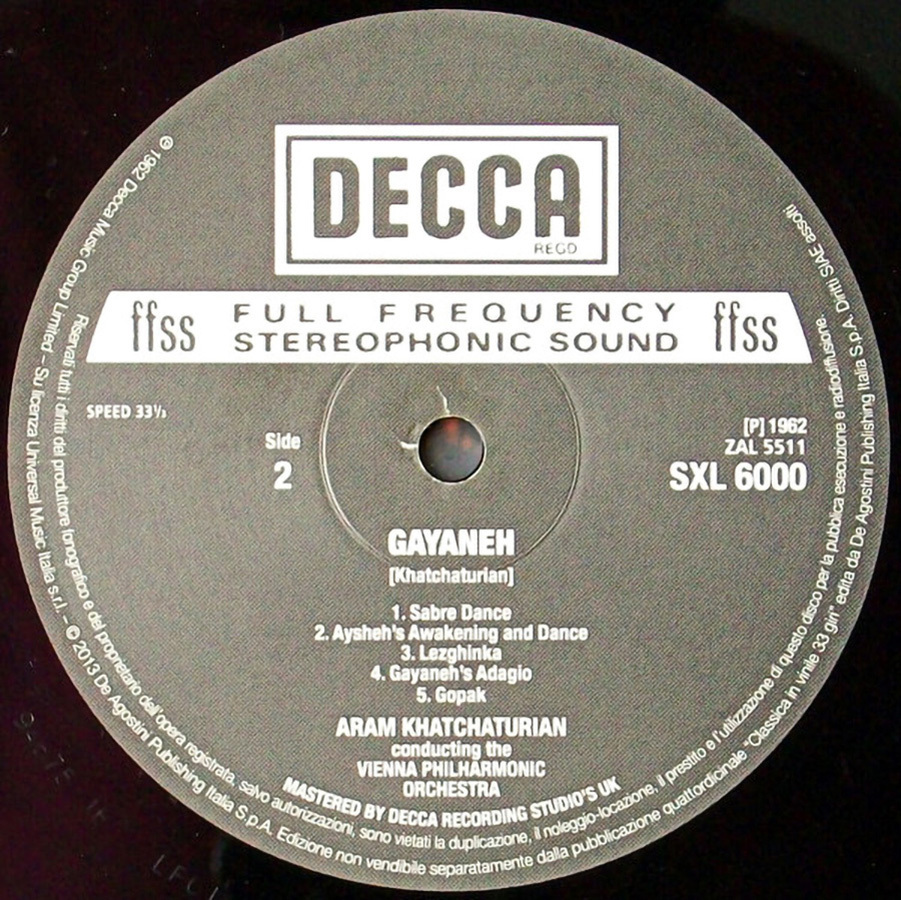 DECCA
REGD
ffss FULL FREQUENCY ffss
STEREOPHONIC SOUND
SPEED 33⅓
Side
2
[P] 1962
ZAL 5511
SXL 6000
GAYANEH
[Khatchaturian]
1. Sabre Dance
2. Aysheh's Awakening and Dance
3. Lezghinka
4. Gayaneh's Adagio
5. Gopak
ARAM KHATCHATURIAN
conducting the
VIENNA PHILHARMONIC
ORCHESTRA
MASTERED BY DECCA RECORDING STUDIO'S UK
℗ 1962 Decca Music Group Limited – Su licenza Universal Music Italia s.r.l. – © 2013 De Agostini Publishing Italia S.p.A. Edizione non vendibile separatamente dalla pubblicazione quattordicinale "Classica in vinile 33 giri" edita da De Agostini Publishing Italia S.p.A. Diritti SIAE assolti
Riservati tutti i diritti del produttore fonografico e del proprietario dell'opera registrata, salvo autorizzazioni, sono vietati la duplicazione, il noleggio-locazione, il prestito e l'utilizzazione di questo disco per la pubblica esecuzione e radiodiffusione.